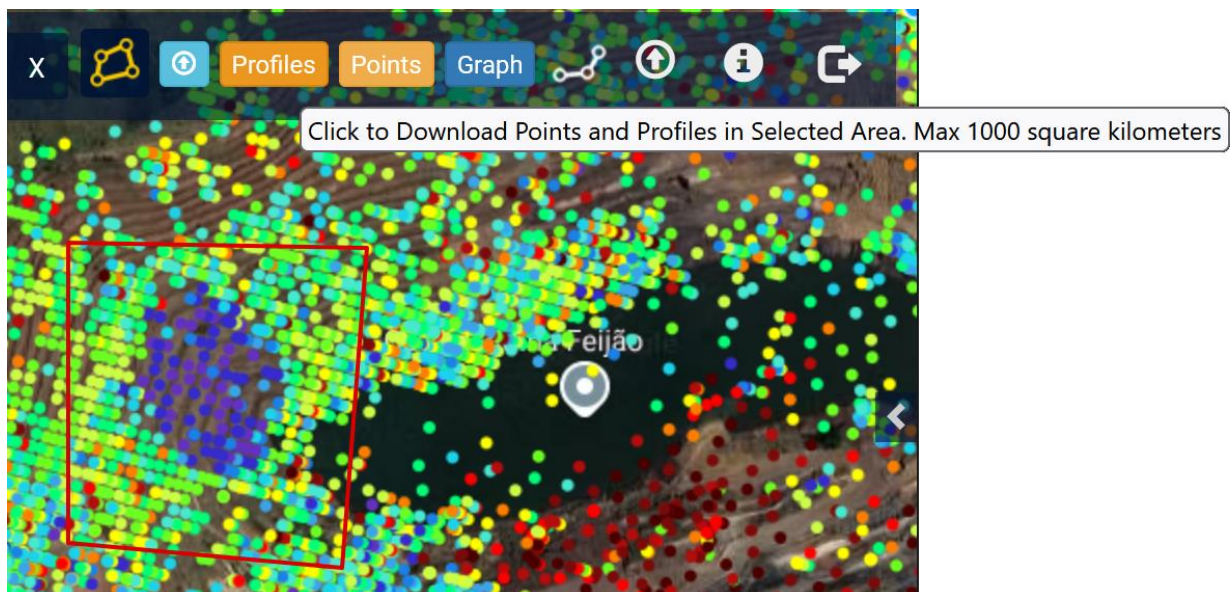 X
Profiles
Points
Graph
Click to Download Points and Profiles in Selected Area. Max 1000 square kilometers
Feijão